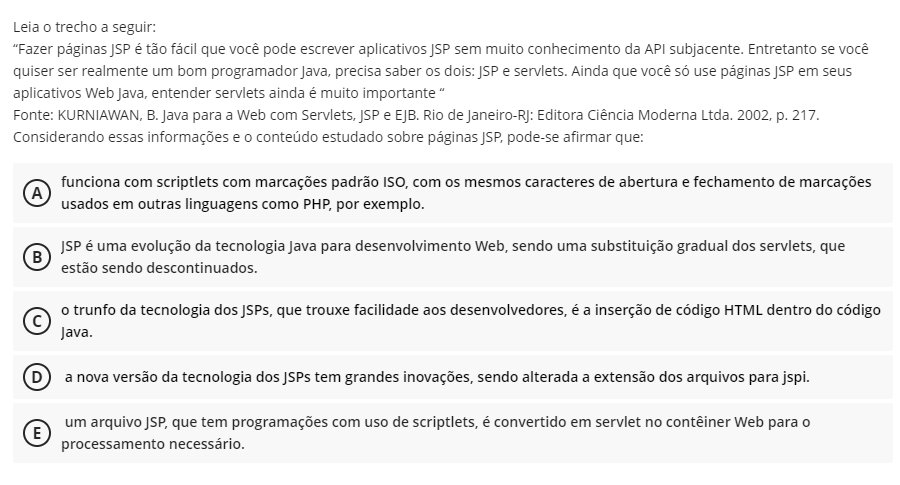 Leia o trecho a seguir:
“Fazer páginas JSP é tão fácil que você pode escrever aplicativos JSP sem muito conhecimento da API subjacente. Entretanto se você
quiser ser realmente um bom programador Java, precisa saber os dois: JSP e servlets. Ainda que você só use páginas JSP em seus
aplicativos Web Java, entender servlets ainda é muito importante “
Fonte: KURNIAWAN, B. Java para a Web com Servlets, JSP e EJB. Rio de Janeiro-RJ: Editora Ciência Moderna Ltda. 2002, p. 217.
Considerando essas informações e o conteúdo estudado sobre páginas JSP, pode-se afirmar que:
A
funciona com scriptlets com marcações padrão ISO, com os mesmos caracteres de abertura e fechamento de marcações
usados em outras linguagens como PHP, por exemplo.
B
JSP é uma evolução da tecnologia Java para desenvolvimento Web, sendo uma substituição gradual dos servlets, que
estão sendo descontinuados.
C
o trunfo da tecnologia dos JSPs, que trouxe facilidade aos desenvolvedores, é a inserção de código HTML dentro do código
Java.
D
a nova versão da tecnologia dos JSPs tem grandes inovações, sendo alterada a extensão dos arquivos para jspi.
E
um arquivo JSP, que tem programações com uso de scriptlets, é convertido em servlet no contêiner Web para o
processamento necessário.